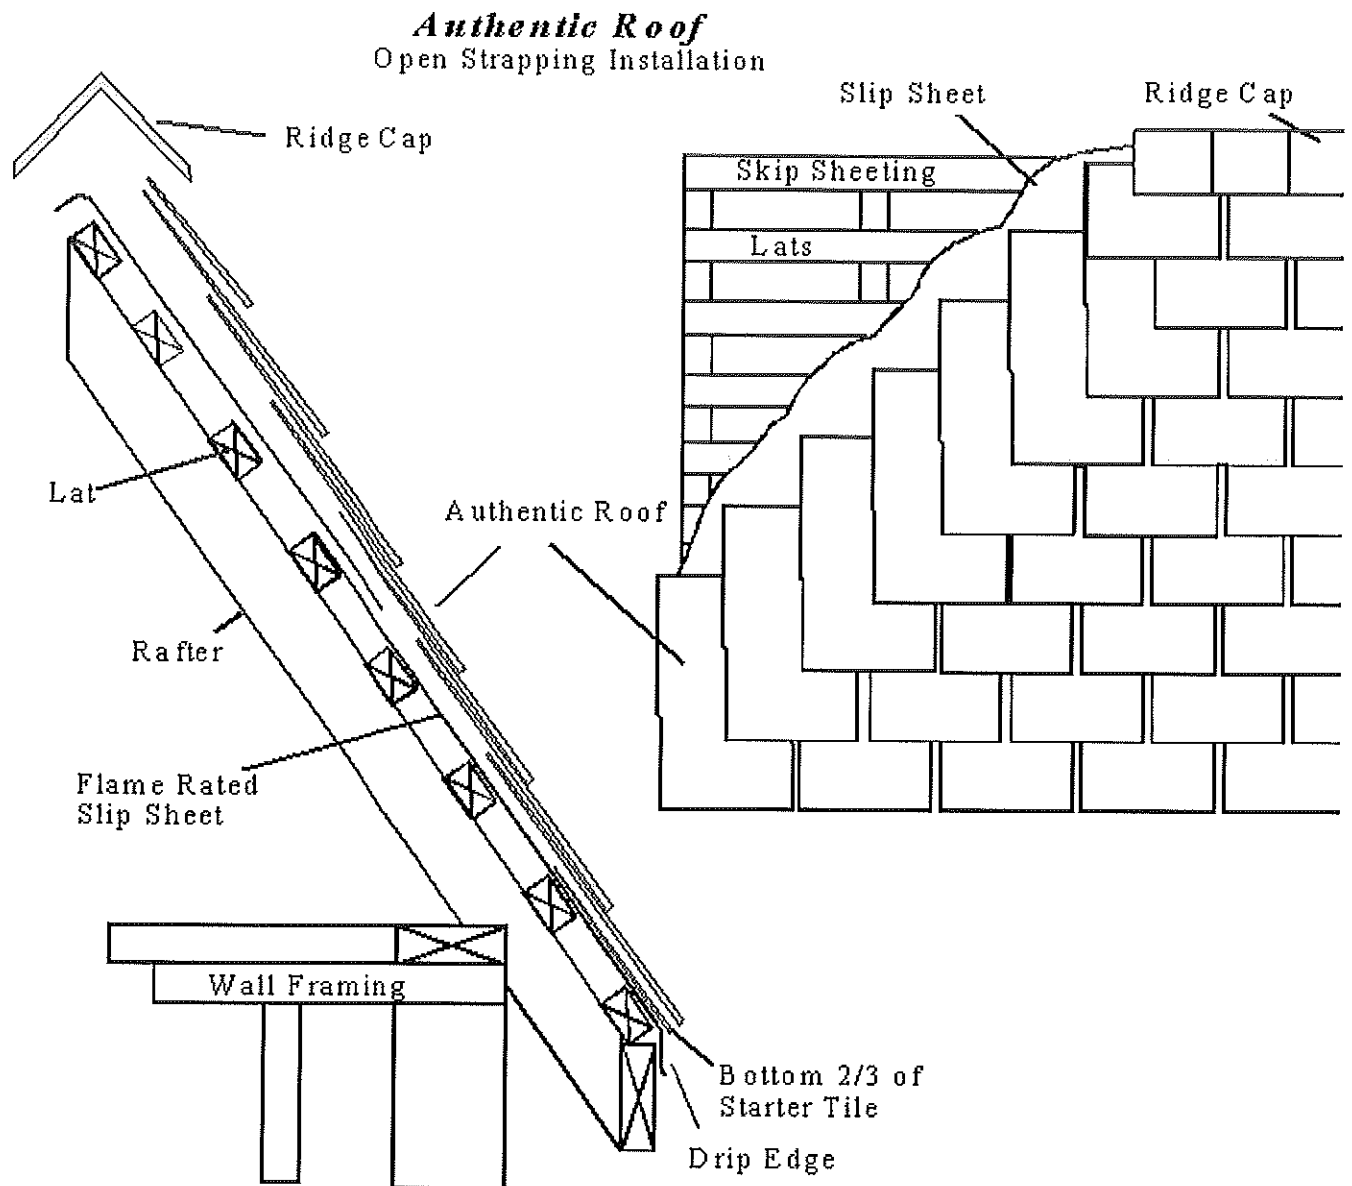 Authentic Roof
Open Strapping Installation
Slip Sheet
Ridge Cap
Ridge Cap
Skip Sheeting
Lats
Lat
Authentic Roof
Rafter
Flame Rated
Slip Sheet
Wall Framing
Bottom 2/3 of
Starter Tile
Drip Edge